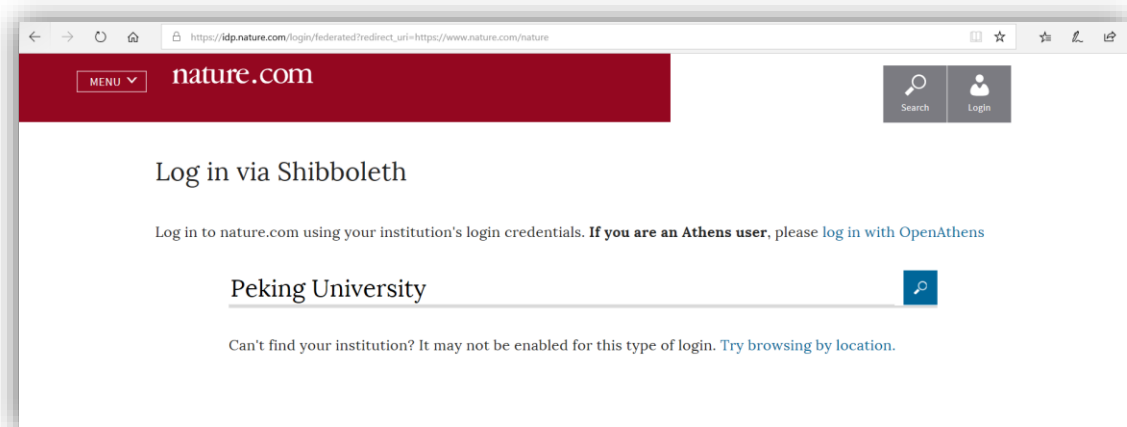 https://idp.nature.com/login/federated?redirect_uri=https://www.nature.com/nature
MENU
nature.com
Search
Login
Log in via Shibboleth
Log in to nature.com using your institution's login credentials. If you are an Athens user, please log in with OpenAthens
Peking University
Can't find your institution? It may not be enabled for this type of login. Try browsing by location.